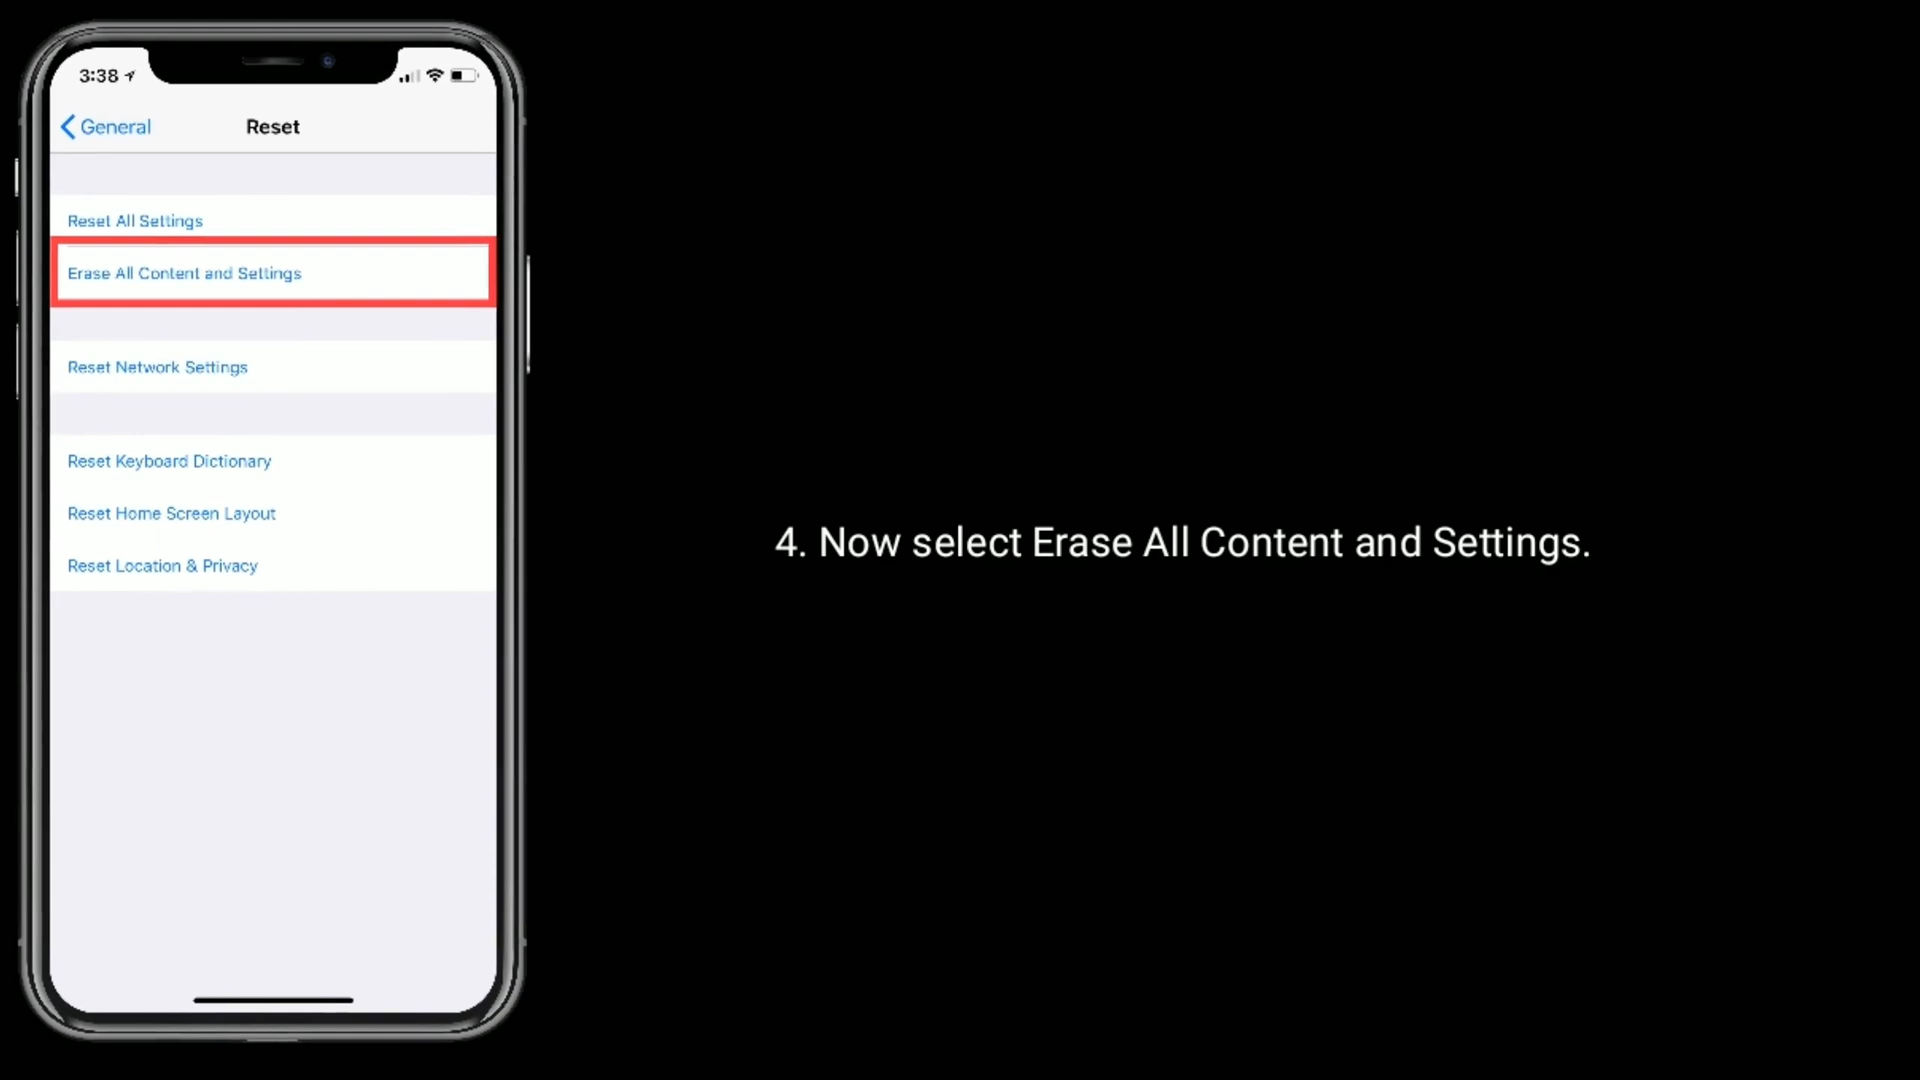 3:38
General
Reset
Reset All Settings
Erase All Content and Settings
Reset Network Settings
Reset Keyboard Dictionary
Reset Home Screen Layout
Reset Location & Privacy
4. Now select Erase All Content and Settings.